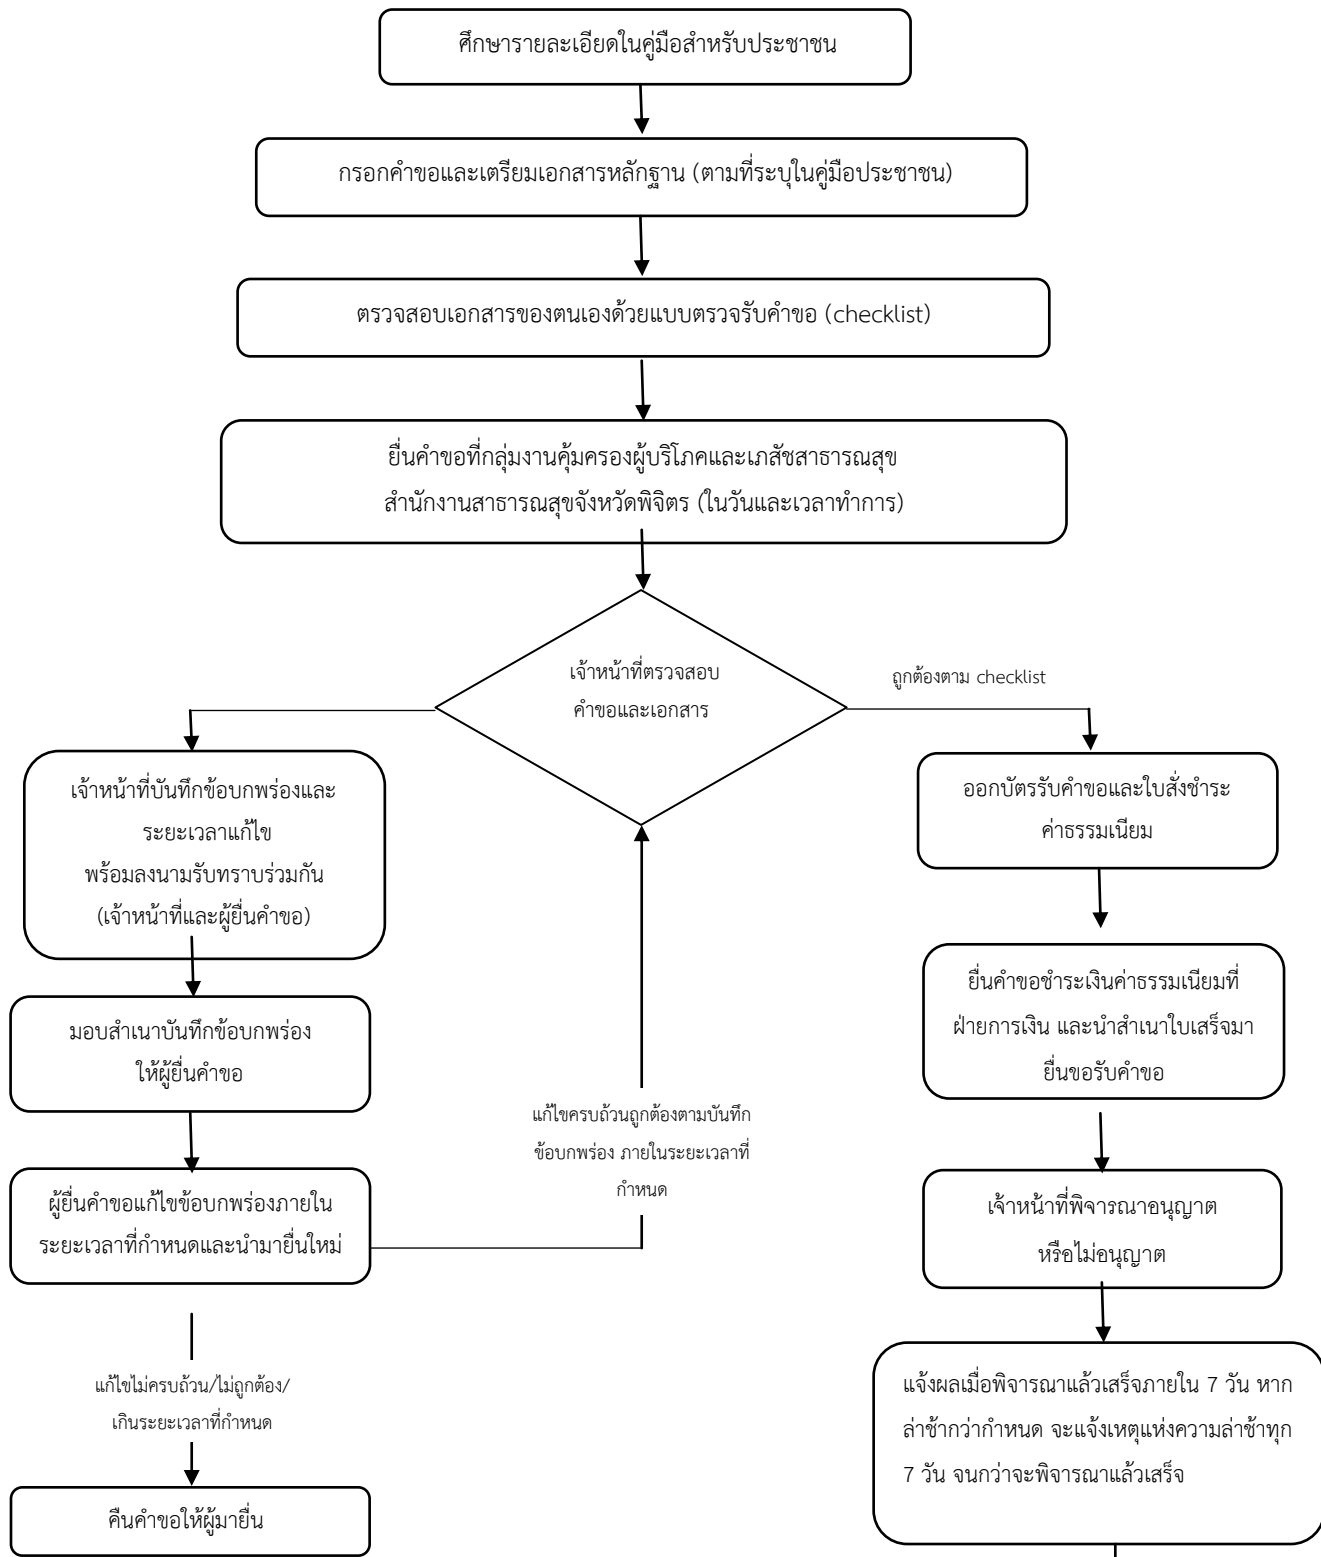 ศึกษารายละเอียดในคู่มือสำหรับประชาชน
กรอกคำขอและเตรียมเอกสารหลักฐาน (ตามที่ระบุในคู่มือประชาชน)
ตรวจสอบเอกสารของตนเองด้วยแบบตรวจรับคำขอ (checklist)
ยื่นคำขอที่กลุ่มงานคุ้มครองผู้บริโภคและเภสัชสาธารณสุข
สำนักงานสาธารณสุขจังหวัดพิจิตร (ในวันและเวลาทำการ)
เจ้าหน้าที่ตรวจสอบ
คำขอและเอกสาร
ถูกต้องตาม checklist
เจ้าหน้าที่บันทึกข้อบกพร่องและ
ระยะเวลาแก้ไข
พร้อมลงนามรับทราบร่วมกัน
(เจ้าหน้าที่และผู้ยื่นคำขอ)
มอบสำเนาบันทึกข้อบกพร่อง
ให้ผู้ยื่นคำขอ
ผู้ยื่นคำขอแก้ไขข้อบกพร่องภายใน
ระยะเวลาที่กำหนดและนำมายื่นใหม่
แก้ไขครบถ้วนถูกต้องตามบันทึก
ข้อบกพร่อง ภายในระยะเวลาที่
กำหนด
แก้ไขไม่ครบถ้วน/ไม่ถูกต้อง/
เกินระยะเวลาที่กำหนด
คืนคำขอให้ผู้มายื่น
ออกบัตรรับคำขอและใบสั่งชำระ
ค่าธรรมเนียม
ยื่นคำขอชำระเงินค่าธรรมเนียมที่
ฝ่ายการเงิน และนำสำเนาใบเสร็จมา
ยื่นขอรับคำขอ
เจ้าหน้าที่พิจารณาอนุญาต
หรือไม่อนุญาต
แจ้งผลเมื่อพิจารณาแล้วเสร็จภายใน 7 วัน หาก
ล่าช้ากว่ากำหนด จะแจ้งเหตุแห่งความล่าช้าทุก
7 วัน จนกว่าจะพิจารณาแล้วเสร็จ